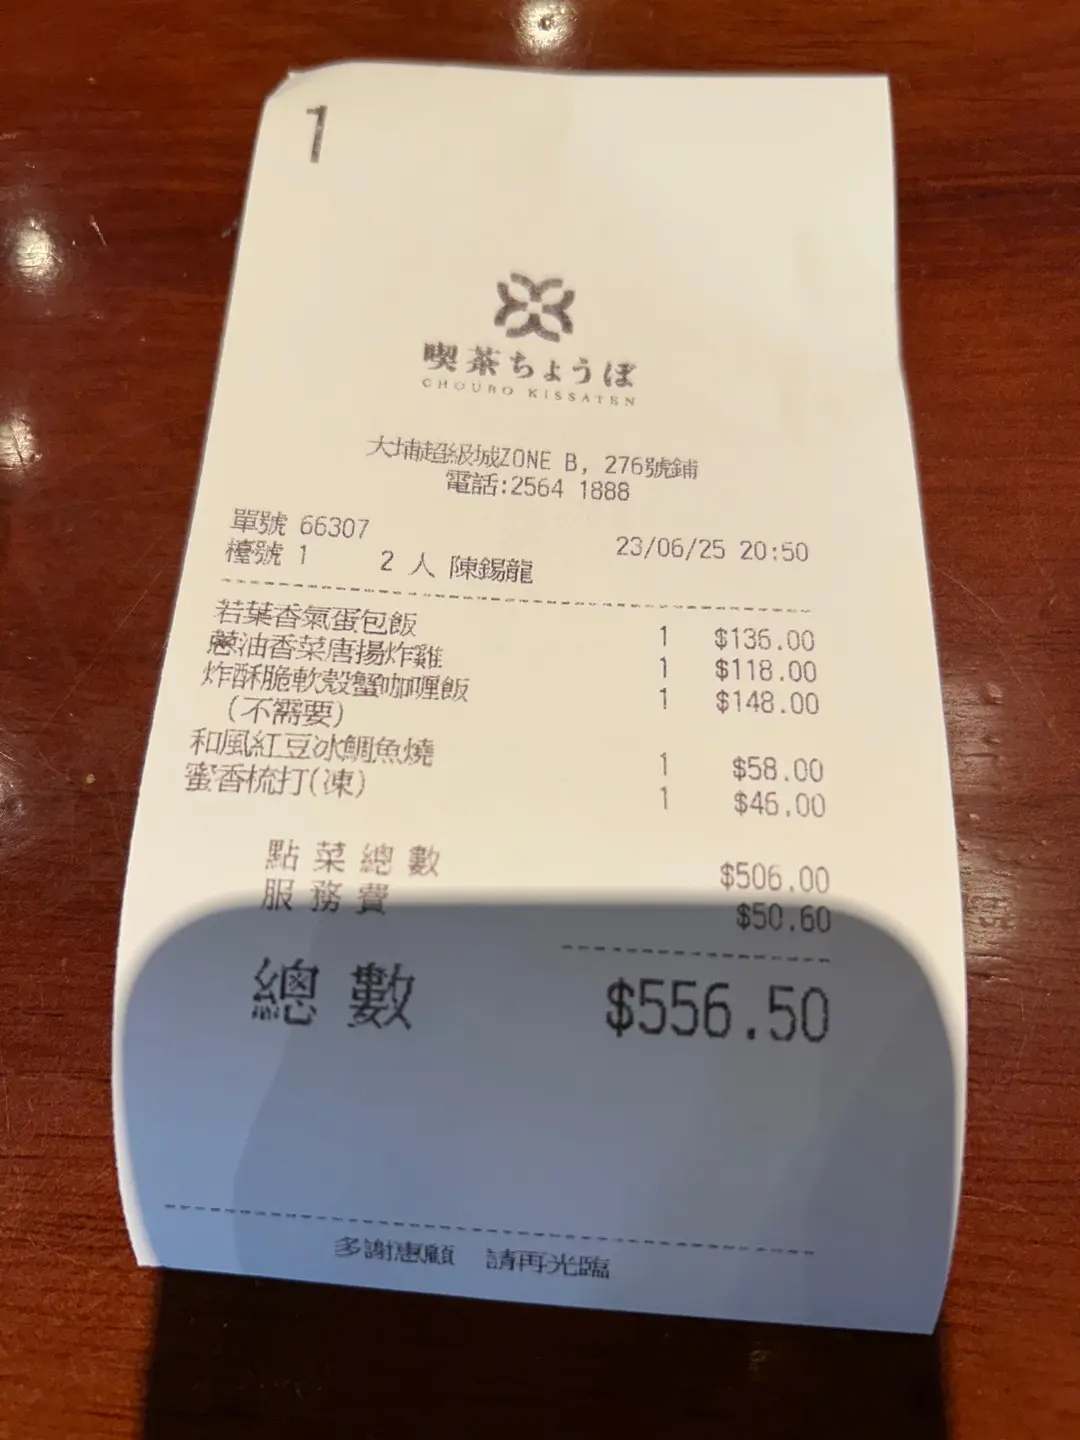 1
喫茶ちょうぼ
CHOUBO KISSATEN
大埔超級城ZONE B, 276號鋪
電話:2564 1888
單號 66307 23/06/25 20:50
檯號 1 2 人 陳錫龍
若葉香氣蛋包飯 1 $136.00
蔥油香菜唐揚炸雞 1 $118.00
炸酥脆軟殼蟹咖喱飯 1 $148.00
(不需要)
和風紅豆冰鯛魚燒 1 $58.00
蜜香梳打(凍) 1 $46.00
點菜總數 $506.00
服務費 $50.60
總數 $556.50
多謝惠顧 請再光臨